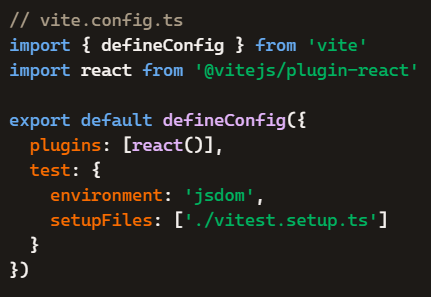 // vite.config.ts
import { defineConfig } from 'vite'
import react from '@vitejs/plugin-react'

export default defineConfig({
  plugins: [react()],
  test: {
    environment: 'jsdom',
    setupFiles: ['./vitest.setup.ts']
  }
})